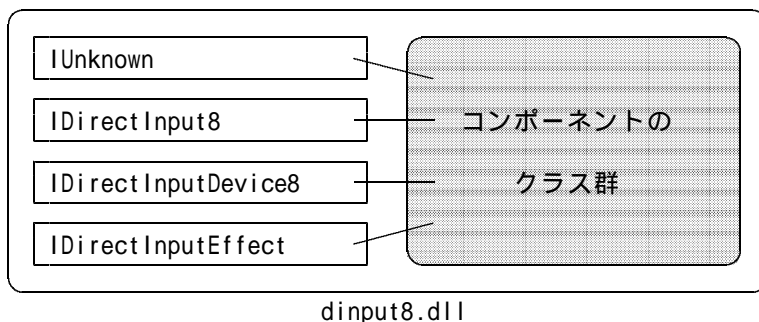 IUnknown
IDirectInput8
IDirectInputDevice8
IDirectInputEffect
コンポーネントの
クラス群
dinput8.dll